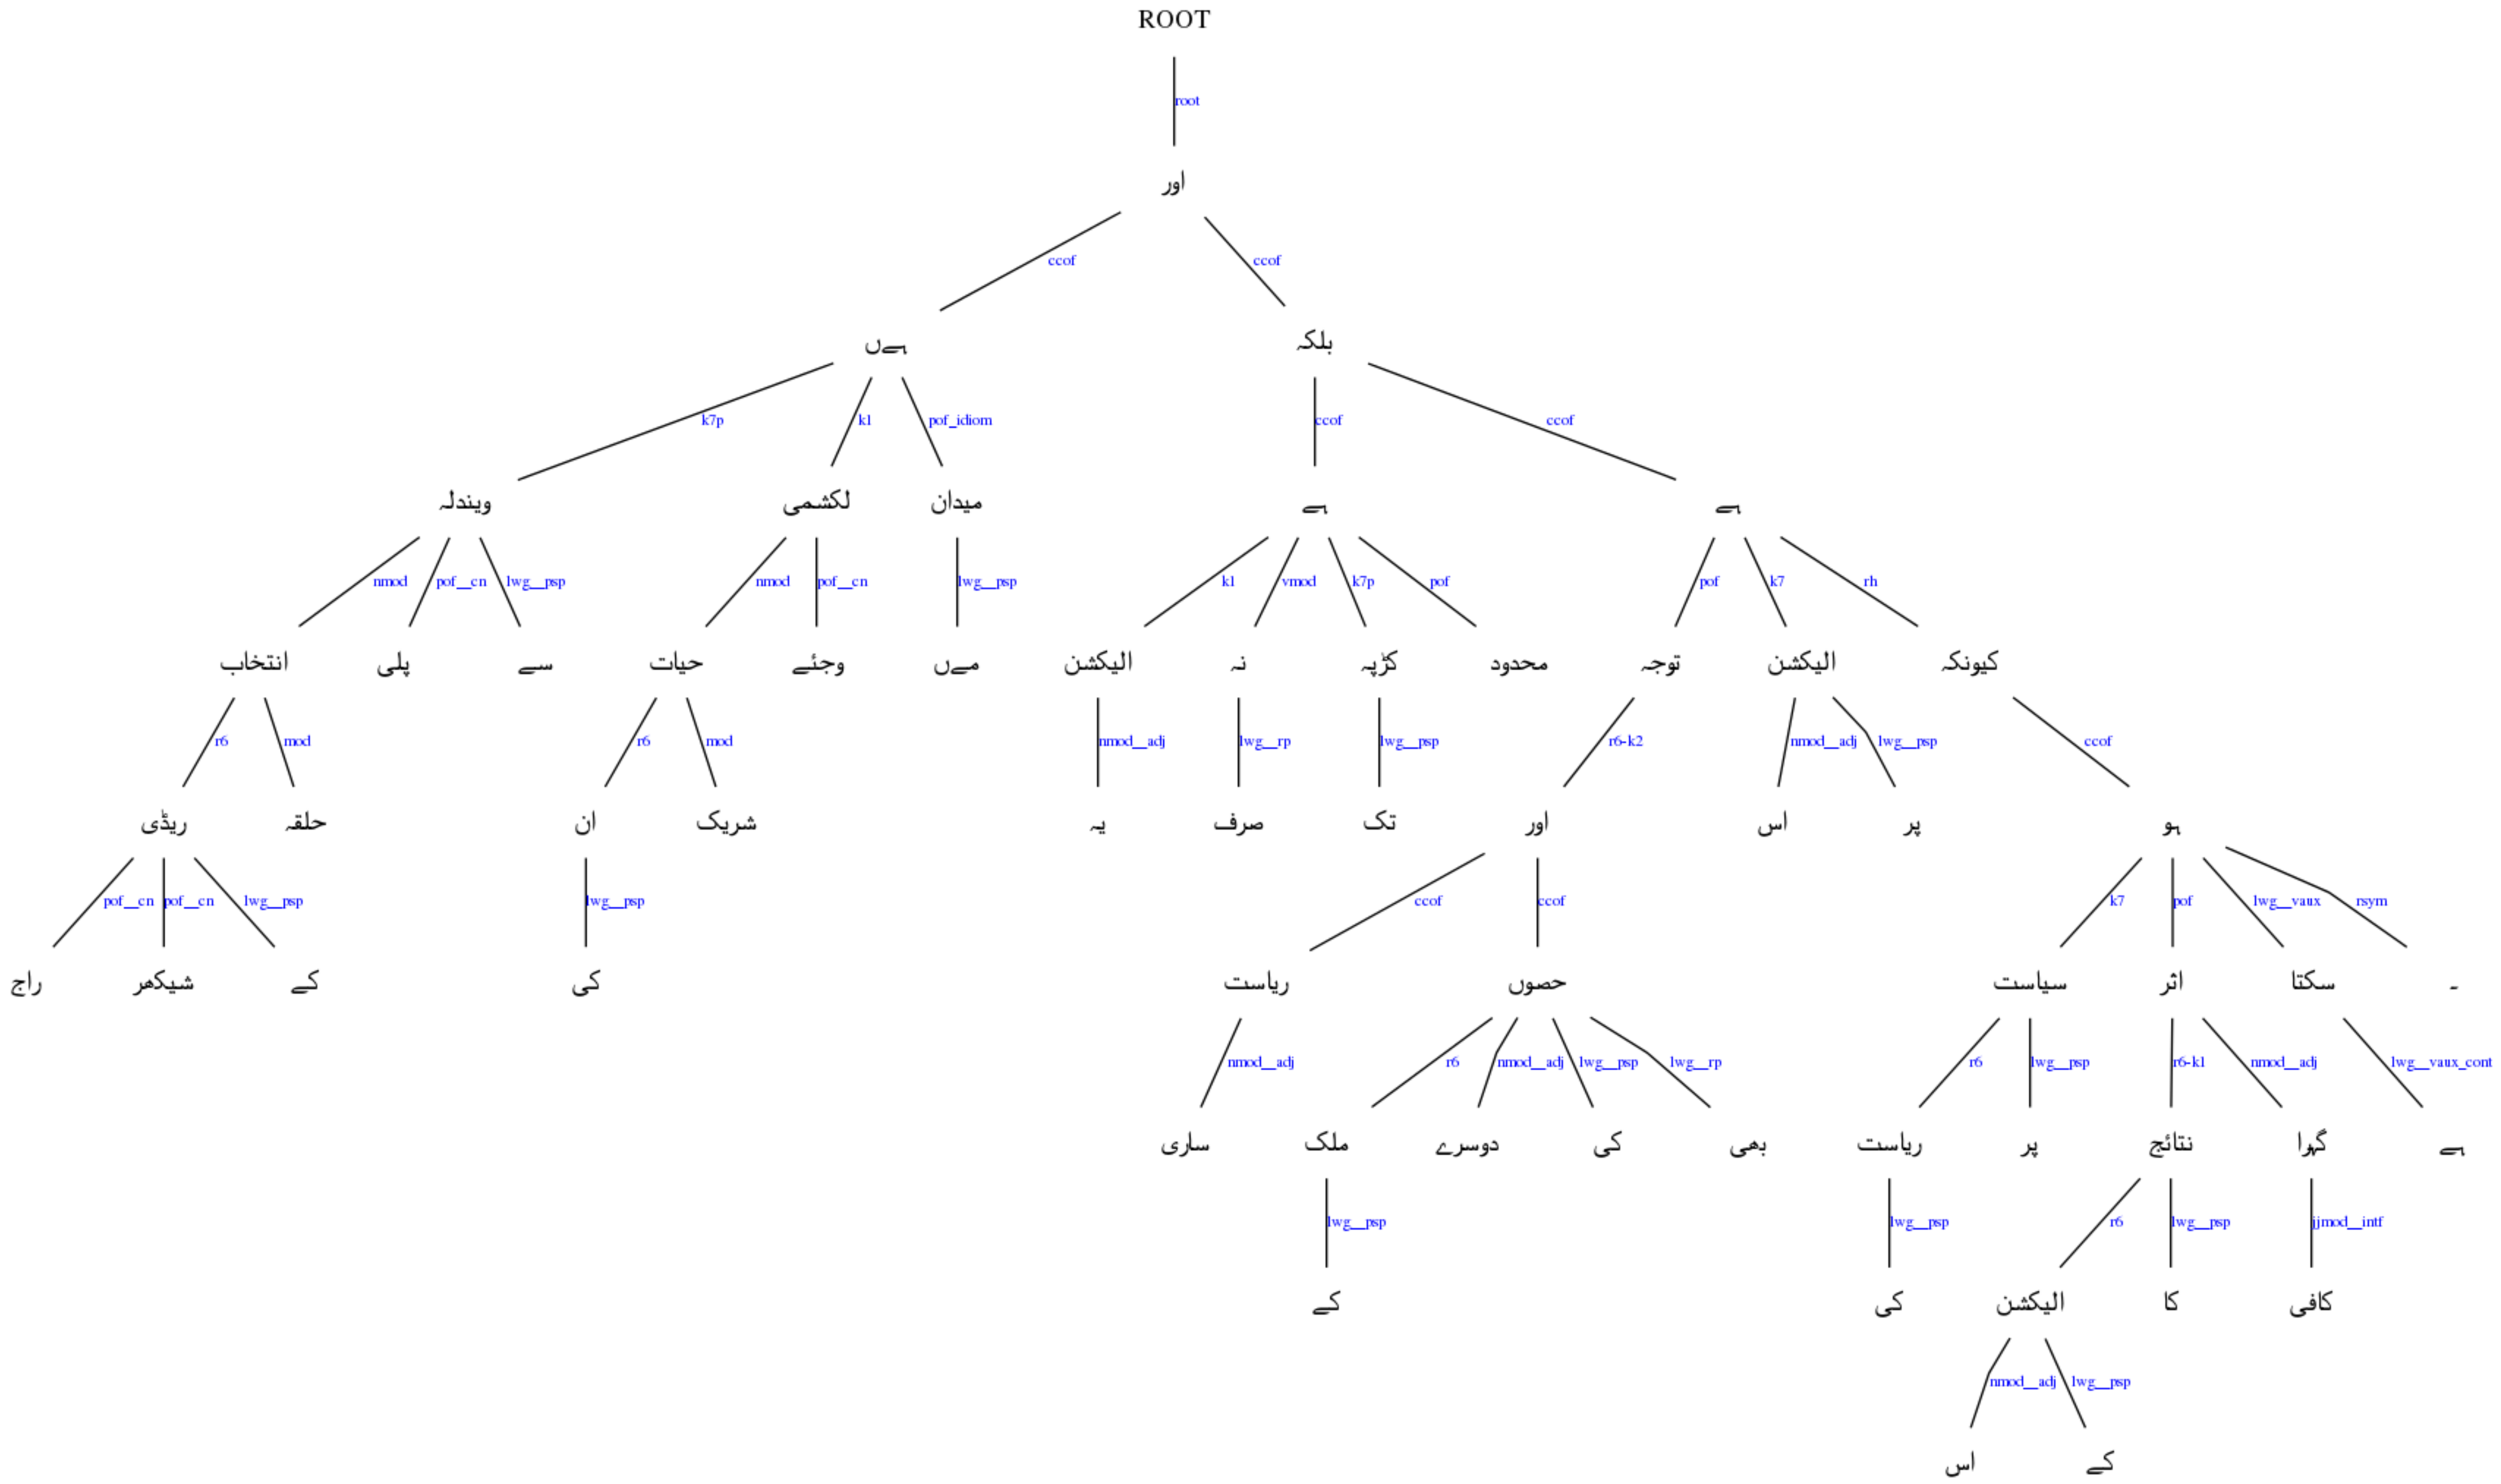 ROOT
root
اور
ccof ccof
ہےں بلکہ
k7p k1 pof_idiom ccof ccof
ویندلہ لکشمی میدان ہے ہے
nmod pof__cn lwg__psp nmod pof__cn lwg__psp k1 vmod k7p pof pof k7 rh
انتخاب پلی سے حیات وجئے مےں الیکشن نہ کڑپہ محدود توجہ الیکشن کیونکہ
r6 mod r6 mod nmod__adj lwg__rp lwg__psp r6-k2 nmod__adj lwg__psp ccof
ریڈی حلقہ ان شریک یہ صرف تک اور اس پر ہو
pof__cn pof__cn lwg__psp lwg__psp ccof ccof k7 pof lwg__vaux rsym
راج شیکھر کے کی ریاست حصوں سیاست اثر سکتا ۔
nmod__adj r6 nmod__adj lwg__psp lwg__rp r6 lwg__psp r6-k1 nmod__adj lwg__vaux_cont
ساری ملک دوسرے کی بھی ریاست پر نتائج گہرا ہے
lwg__psp lwg__psp r6 lwg__psp jjmod__intf
کے کی الیکشن کا کافی
nmod__adj lwg__psp
اس کے